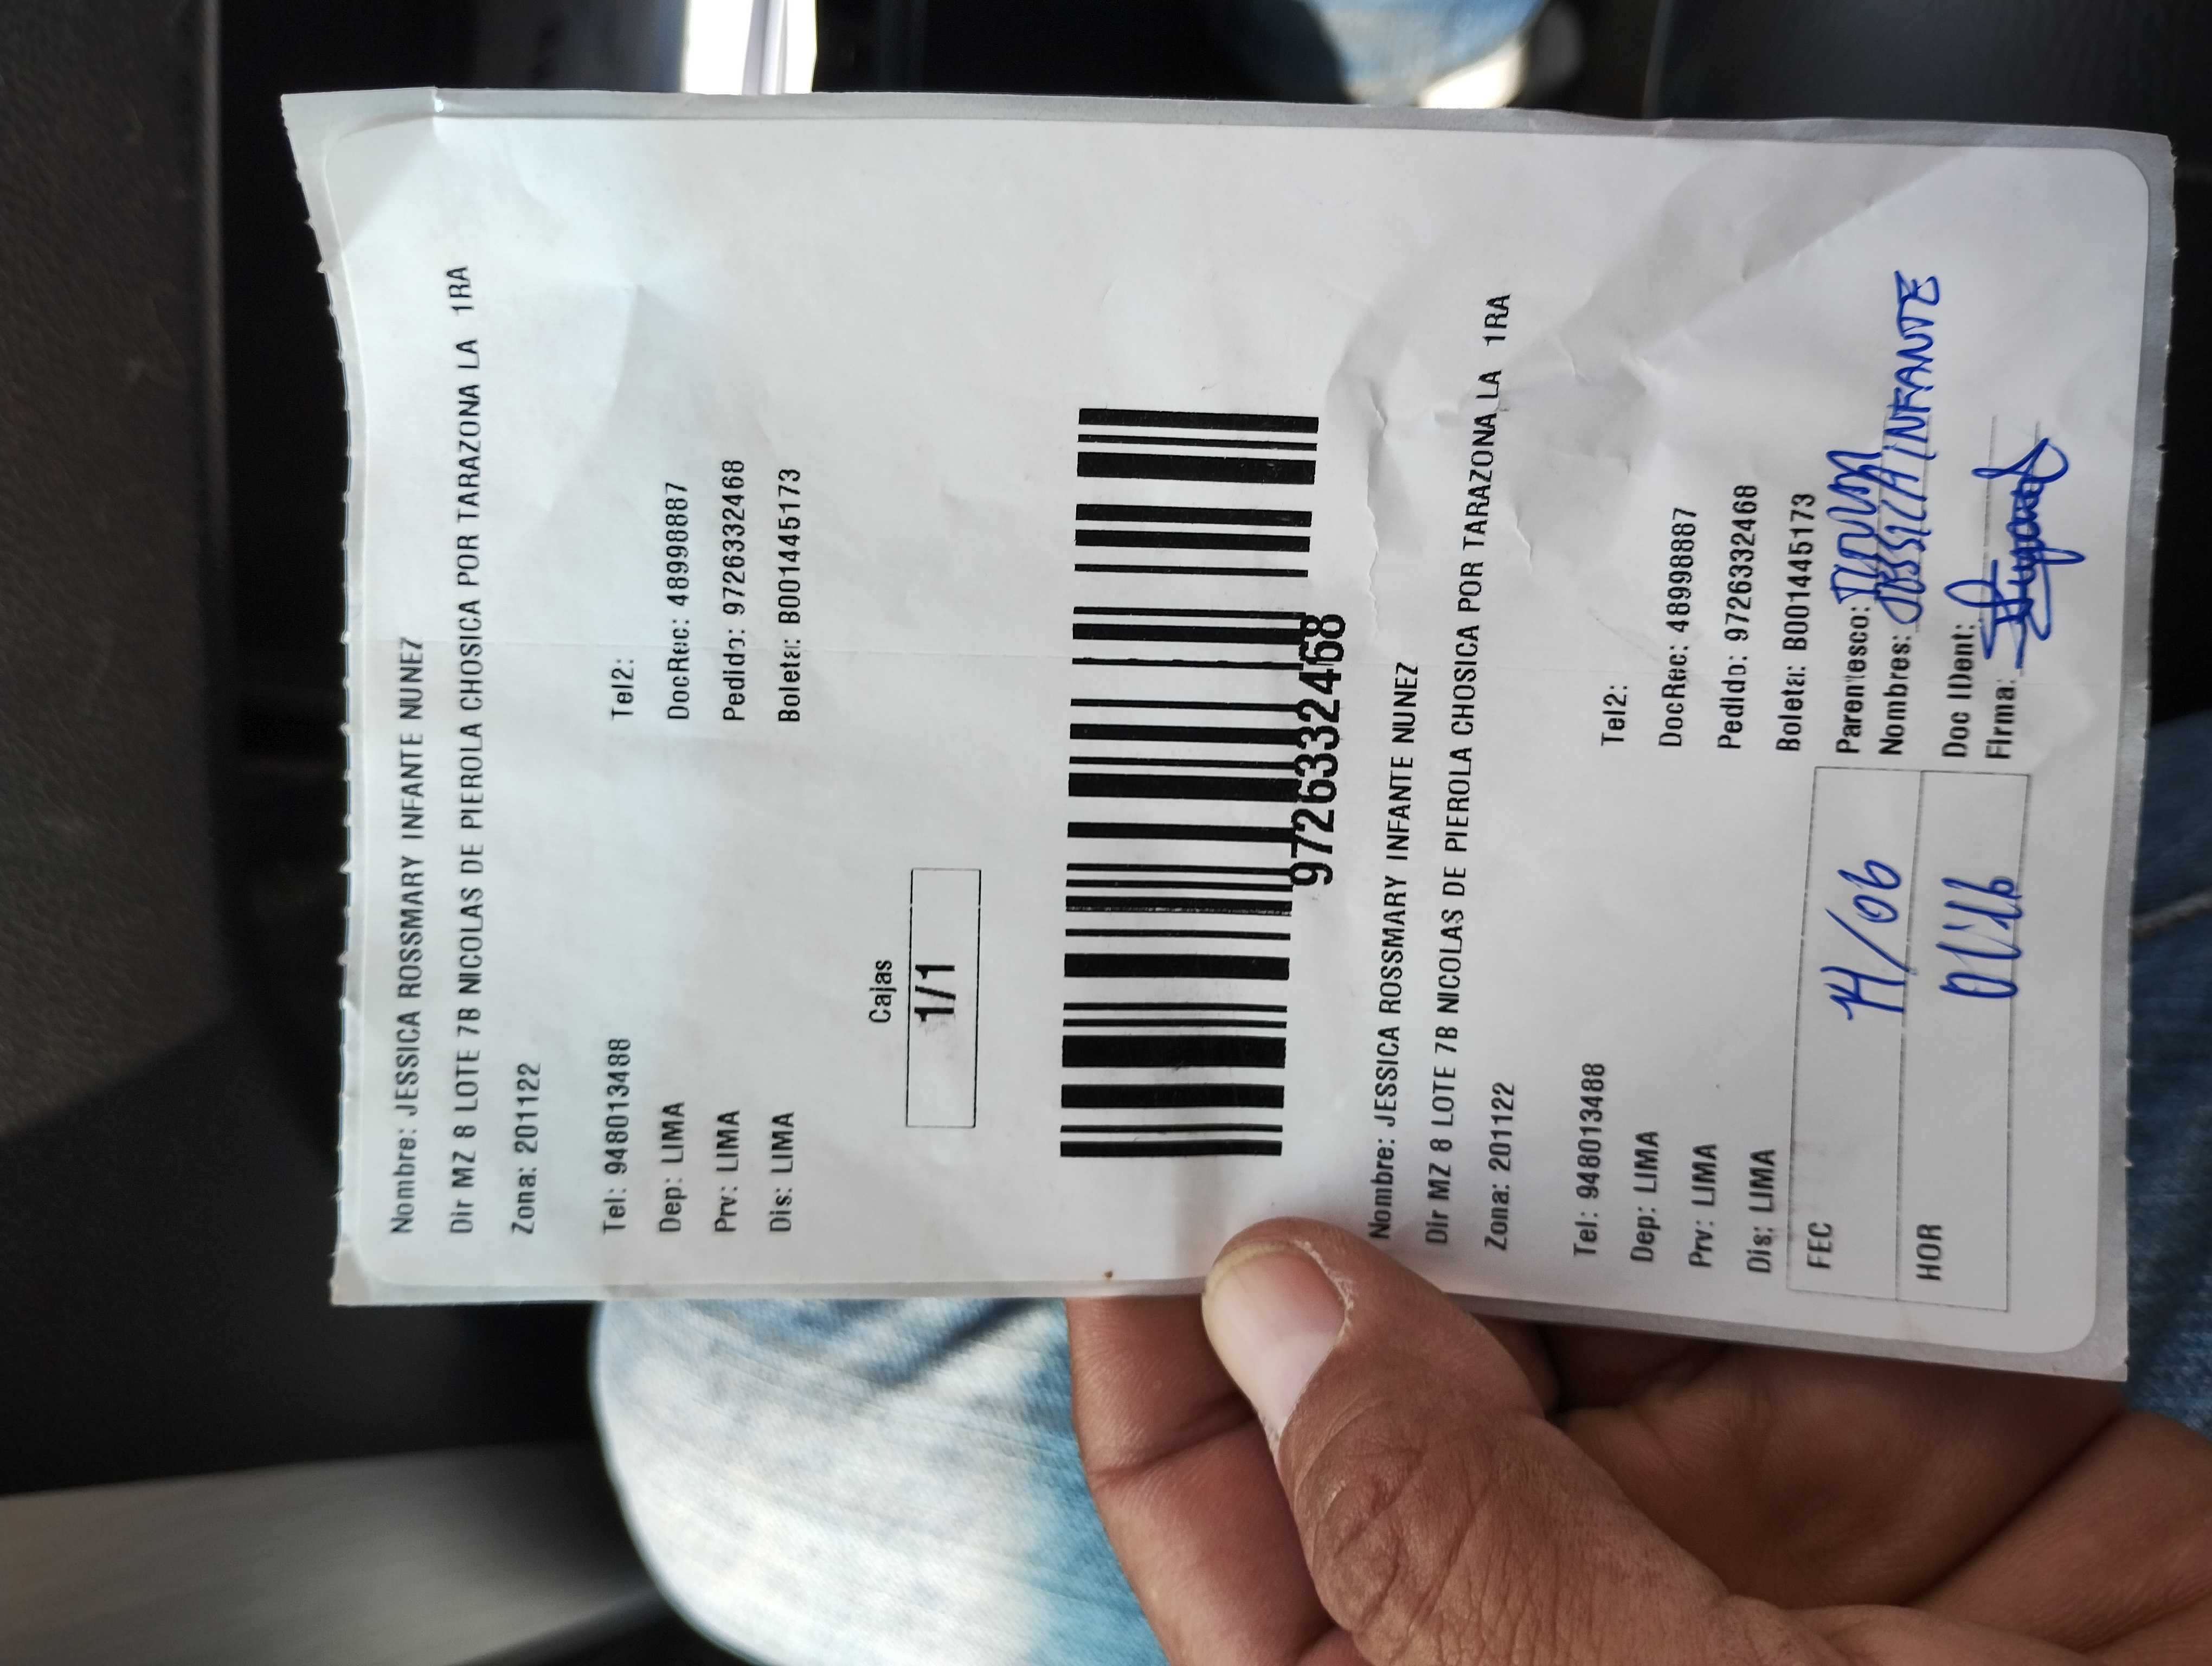 Nombre: JESSICA ROSSMARY INFANTE NUNEZ
Dir MZ 8 LOTE 7B NICOLAS DE PIEROLA CHOSICA POR TARAZONA LA 1RA
Zona: 201122
Tel: 948013488 Tel2:
Dep: LIMA DocRec: 48998887
Prv: LIMA Pedido: 9726332468
Dis: LIMA Boleta: B001445173
Cajas
1/1
9726332468
Nombre: JESSICA ROSSMARY INFANTE NUNEZ
Dir MZ 8 LOTE 7B NICOLAS DE PIEROLA CHOSICA POR TARAZONA LA 1RA
Zona: 201122
Tel: 948013488 Tel2:
Dep: LIMA DocRec: 48998887
Prv: LIMA Pedido: 9726332468
Dis: LIMA Boleta: B001445173
FEC 14/06 Parentesco:
Nombres: JESSICA INFANTE
HOR Doc IDent:
Firma: